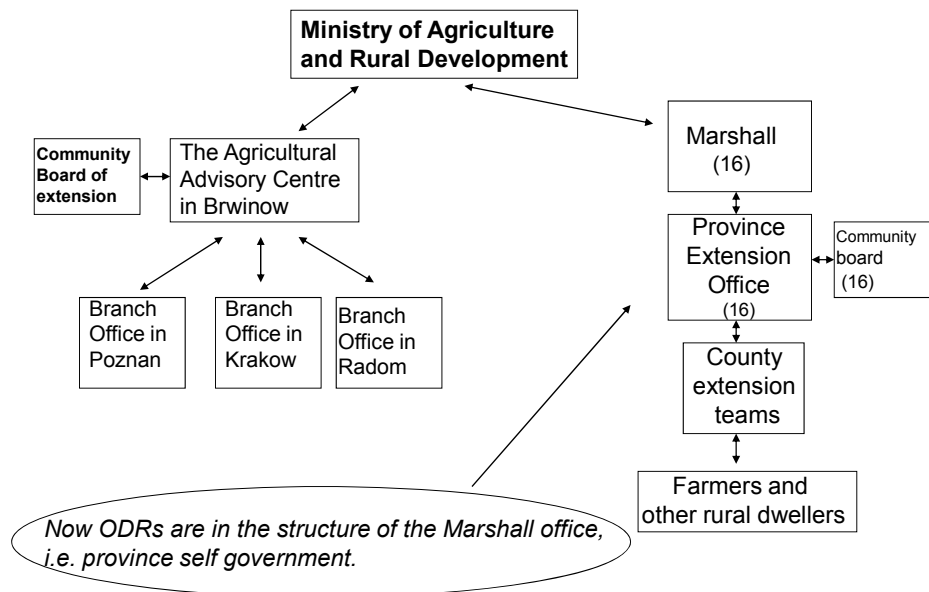 Ministry of Agriculture
and Rural Development
Community
Board of
extension
The Agricultural
Advisory Centre
in Brwinow
Marshall
(16)
Province
Extension
Office
(16)
Community
board
(16)
Branch
Office in
Poznan
Branch
Office in
Krakow
Branch
Office in
Radom
County
extension
teams
Farmers and
other rural dwellers
Now ODRs are in the structure of the Marshall office,
i.e. province self government.